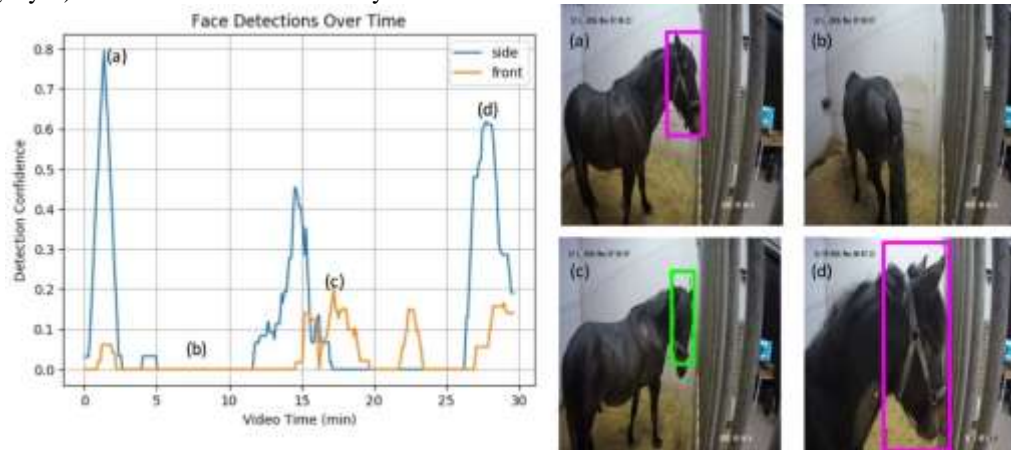 Face Detections Over Time
side
front
(a)
(b)
(c)
(d)
0.8
0.7
0.6
0.5
0.4
0.3
0.2
0.1
0.0
Detection Confidence
0
5
10
15
20
25
30
Video Time (min)
(a)
(b)
(c)
(d)